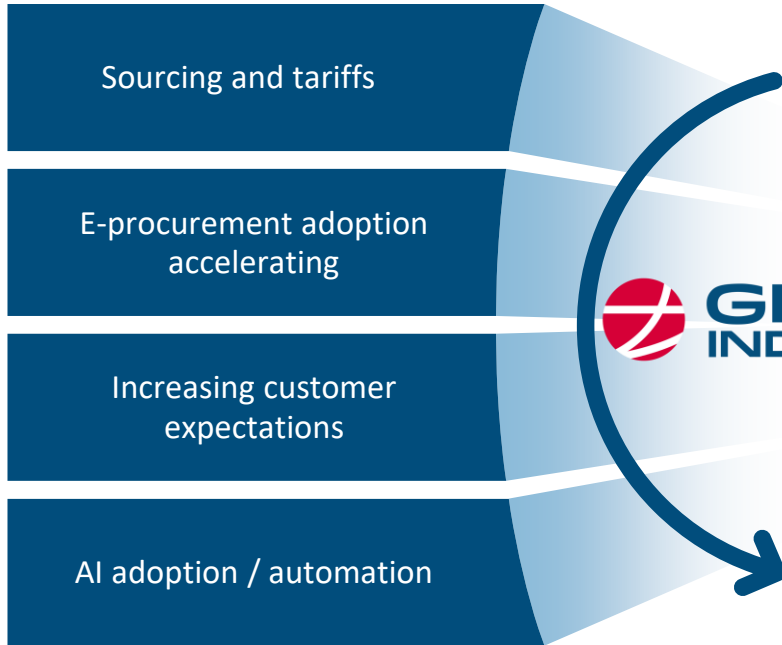 Sourcing and tariffs
E-procurement adoption
accelerating
Increasing customer
expectations
AI adoption / automation